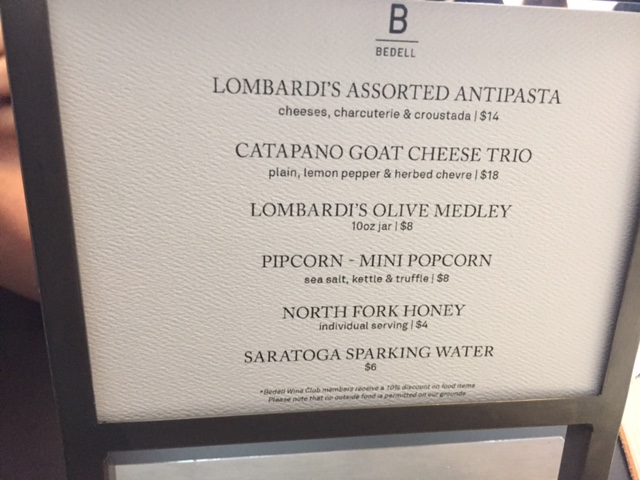 B
BEDELL
LOMBARDI'S ASSORTED ANTIPASTA
cheeses, charcuterie & croustada | $14
CATAPANO GOAT CHEESE TRIO
plain, lemon pepper & herbed chevre | $18
LOMBARDI'S OLIVE MEDLEY
10oz jar | $8
PIPCORN - MINI POPCORN
sea salt, kettle & truffle | $8
NORTH FORK HONEY
individual serving | $4
SARATOGA SPARKING WATER
$6
*Bedell Wine Club members receive a 10% discount on food items
Please note that no outside food is permitted on our grounds